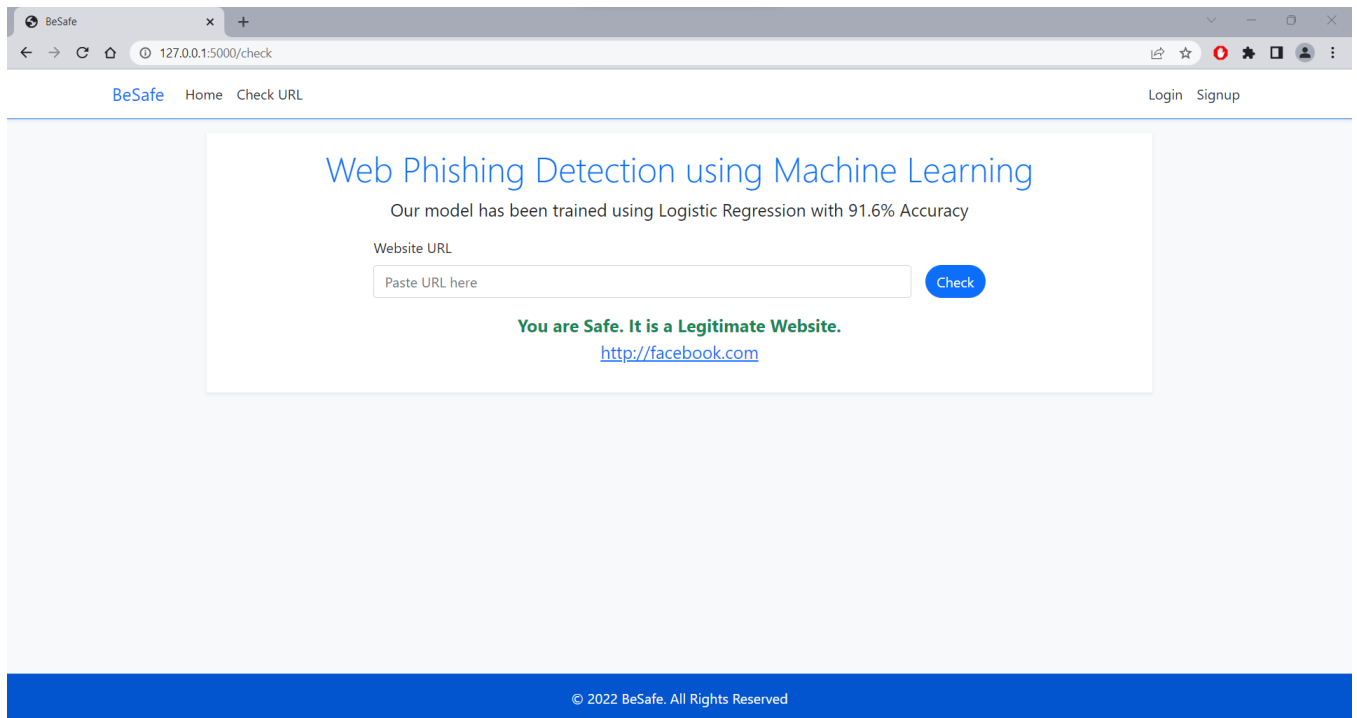 BeSafe
127.0.0.1:5000/check
BeSafe Home Check URL Login Signup
Web Phishing Detection using Machine Learning
Our model has been trained using Logistic Regression with 91.6% Accuracy
Website URL
Paste URL here Check
You are Safe. It is a Legitimate Website.
http://facebook.com
© 2022 BeSafe. All Rights Reserved